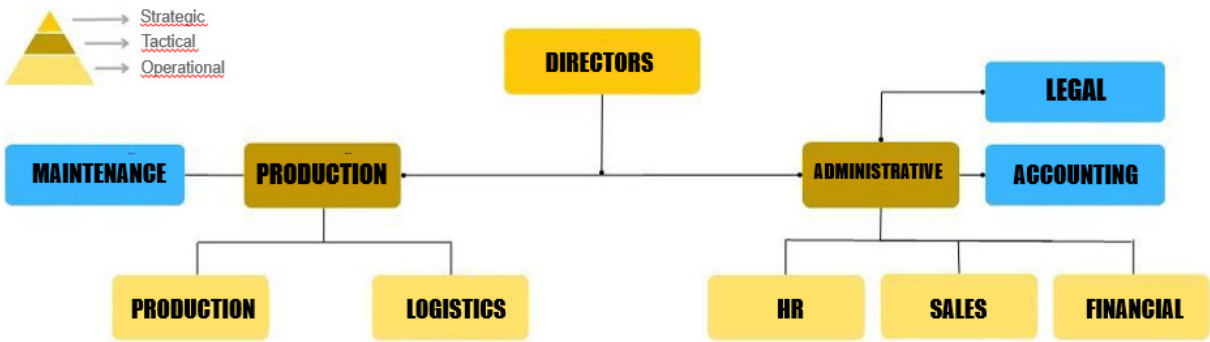 Strategic
Tactical
Operational
DIRECTORS
LEGAL
MAINTENANCE
PRODUCTION
ADMINISTRATIVE
ACCOUNTING
PRODUCTION
LOGISTICS
HR
SALES
FINANCIAL